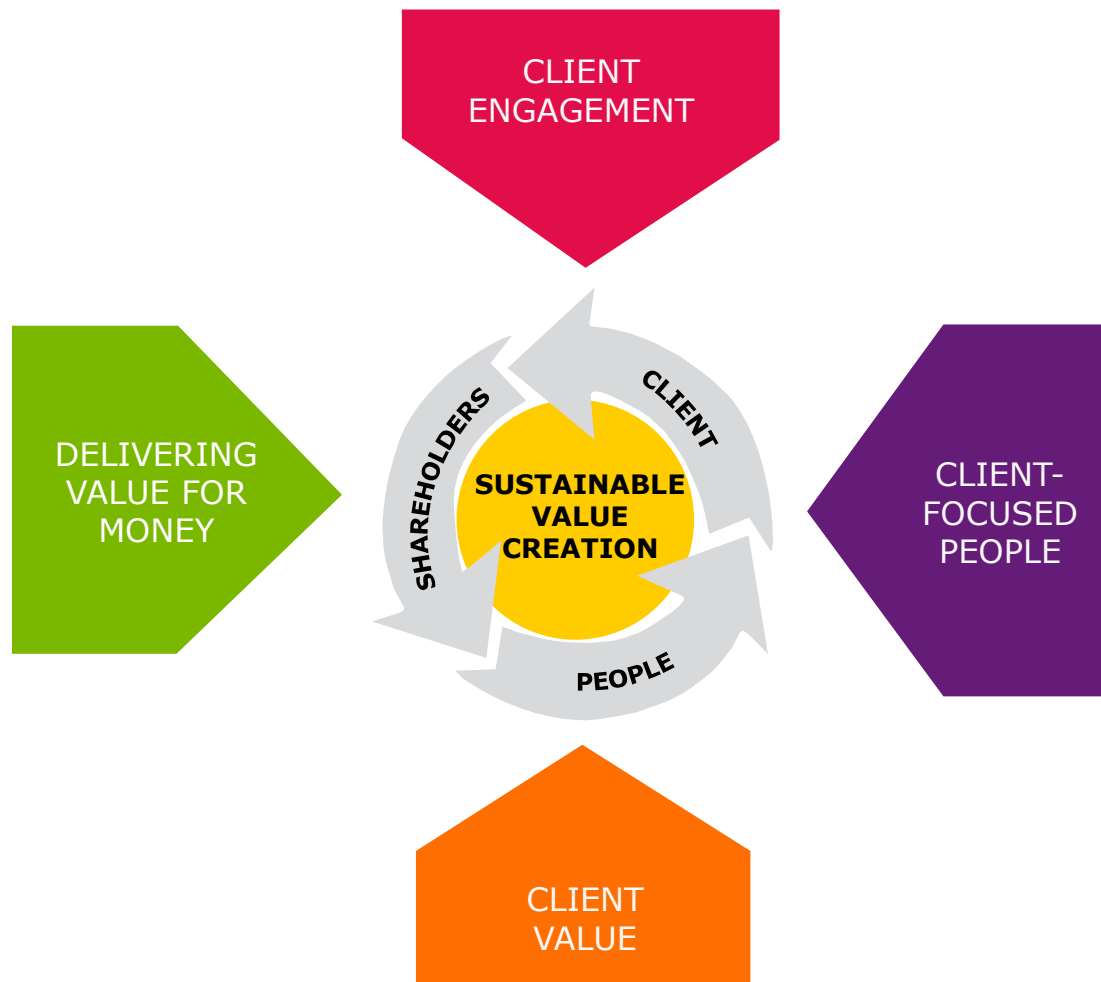 CLIENT
ENGAGEMENT
DELIVERING
VALUE FOR
MONEY
SHAREHOLDERS
CLIENT
SUSTAINABLE
VALUE
CREATION
PEOPLE
CLIENT-
FOCUSED
PEOPLE
CLIENT
VALUE